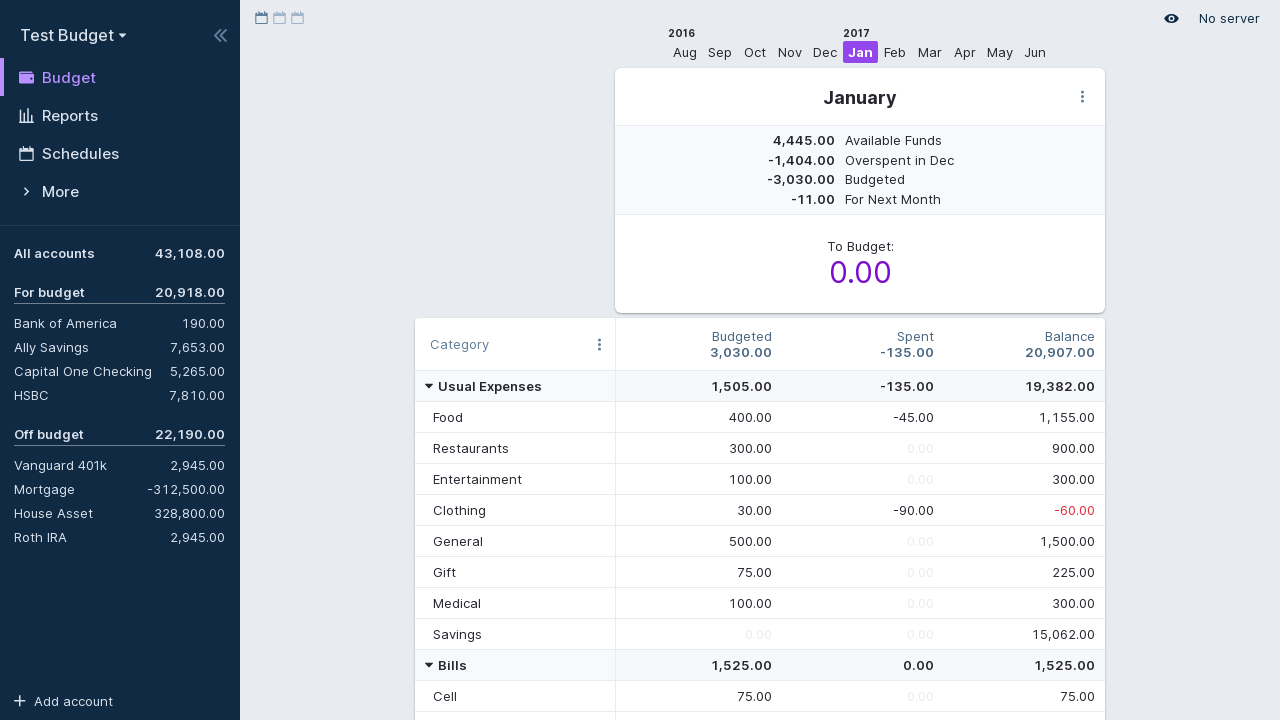 Test Budget
Budget
Reports
Schedules
More
All accounts 43,108.00
For budget 20,918.00
Bank of America 190.00
Ally Savings 7,653.00
Capital One Checking 5,265.00
HSBC 7,810.00
Off budget 22,190.00
Vanguard 401k 2,945.00
Mortgage -312,500.00
House Asset 328,800.00
Roth IRA 2,945.00
Add account
No server
2016 2017
Aug Sep Oct Nov Dec Jan Feb Mar Apr May Jun
January
4,445.00 Available Funds
-1,404.00 Overspent in Dec
-3,030.00 Budgeted
-11.00 For Next Month
To Budget:
0.00
Category Budgeted Spent Balance
3,030.00 -135.00 20,907.00
Usual Expenses 1,505.00 -135.00 19,382.00
Food 400.00 -45.00 1,155.00
Restaurants 300.00 0.00 900.00
Entertainment 100.00 0.00 300.00
Clothing 30.00 -90.00 -60.00
General 500.00 0.00 1,500.00
Gift 75.00 0.00 225.00
Medical 100.00 0.00 300.00
Savings 0.00 0.00 15,062.00
Bills 1,525.00 0.00 1,525.00
Cell 75.00 0.00 75.00